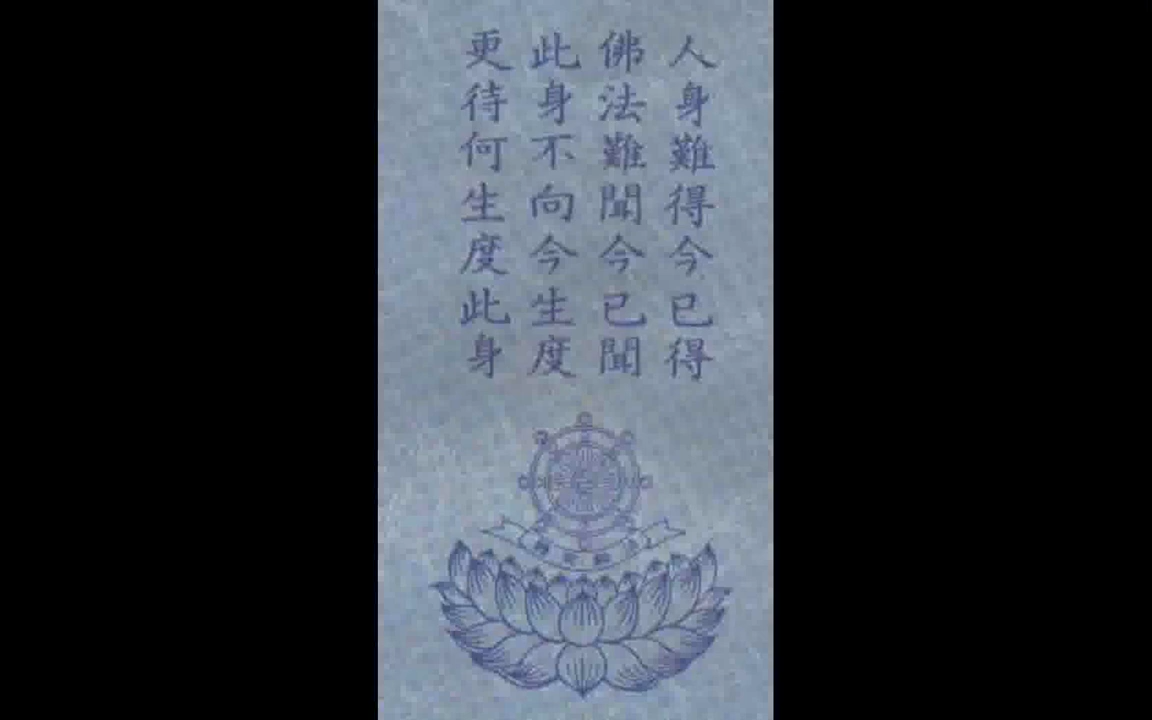 人身難得今已得
佛法難聞今已聞
此身不向今生度
更待何生度此身